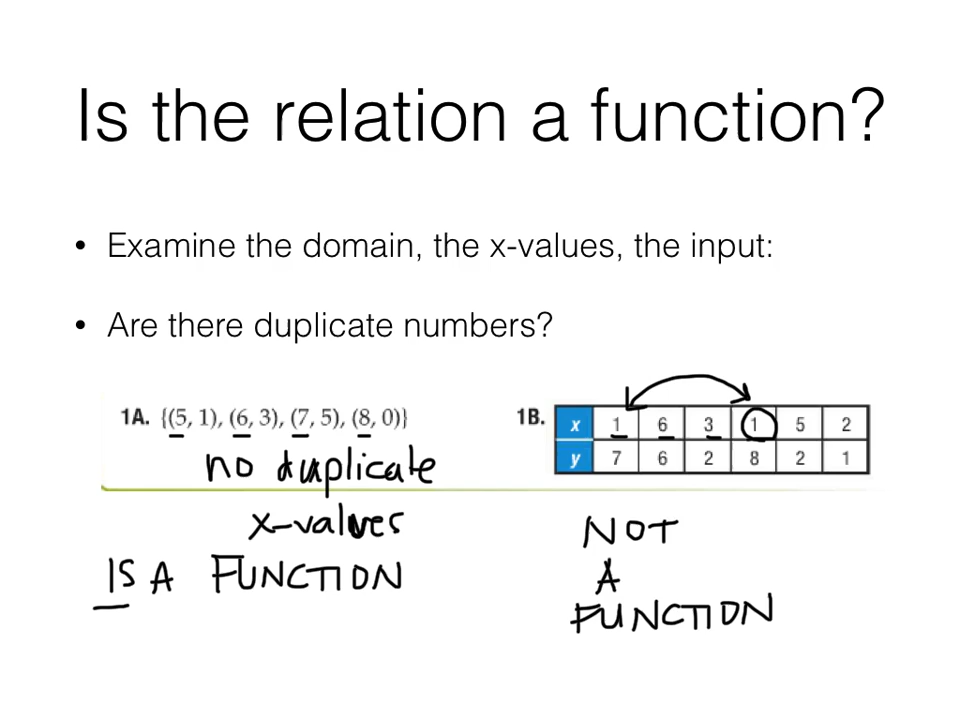 Is the relation a function?
• Examine the domain, the x-values, the input:
• Are there duplicate numbers?
1A. {(5, 1), (6, 3), (7, 5), (8, 0)}
no duplicate
x-values
IS A FUNCTION
1B.
x 1 6 3 1 5 2
y 7 6 2 8 2 1
NOT
A
FUNCTION